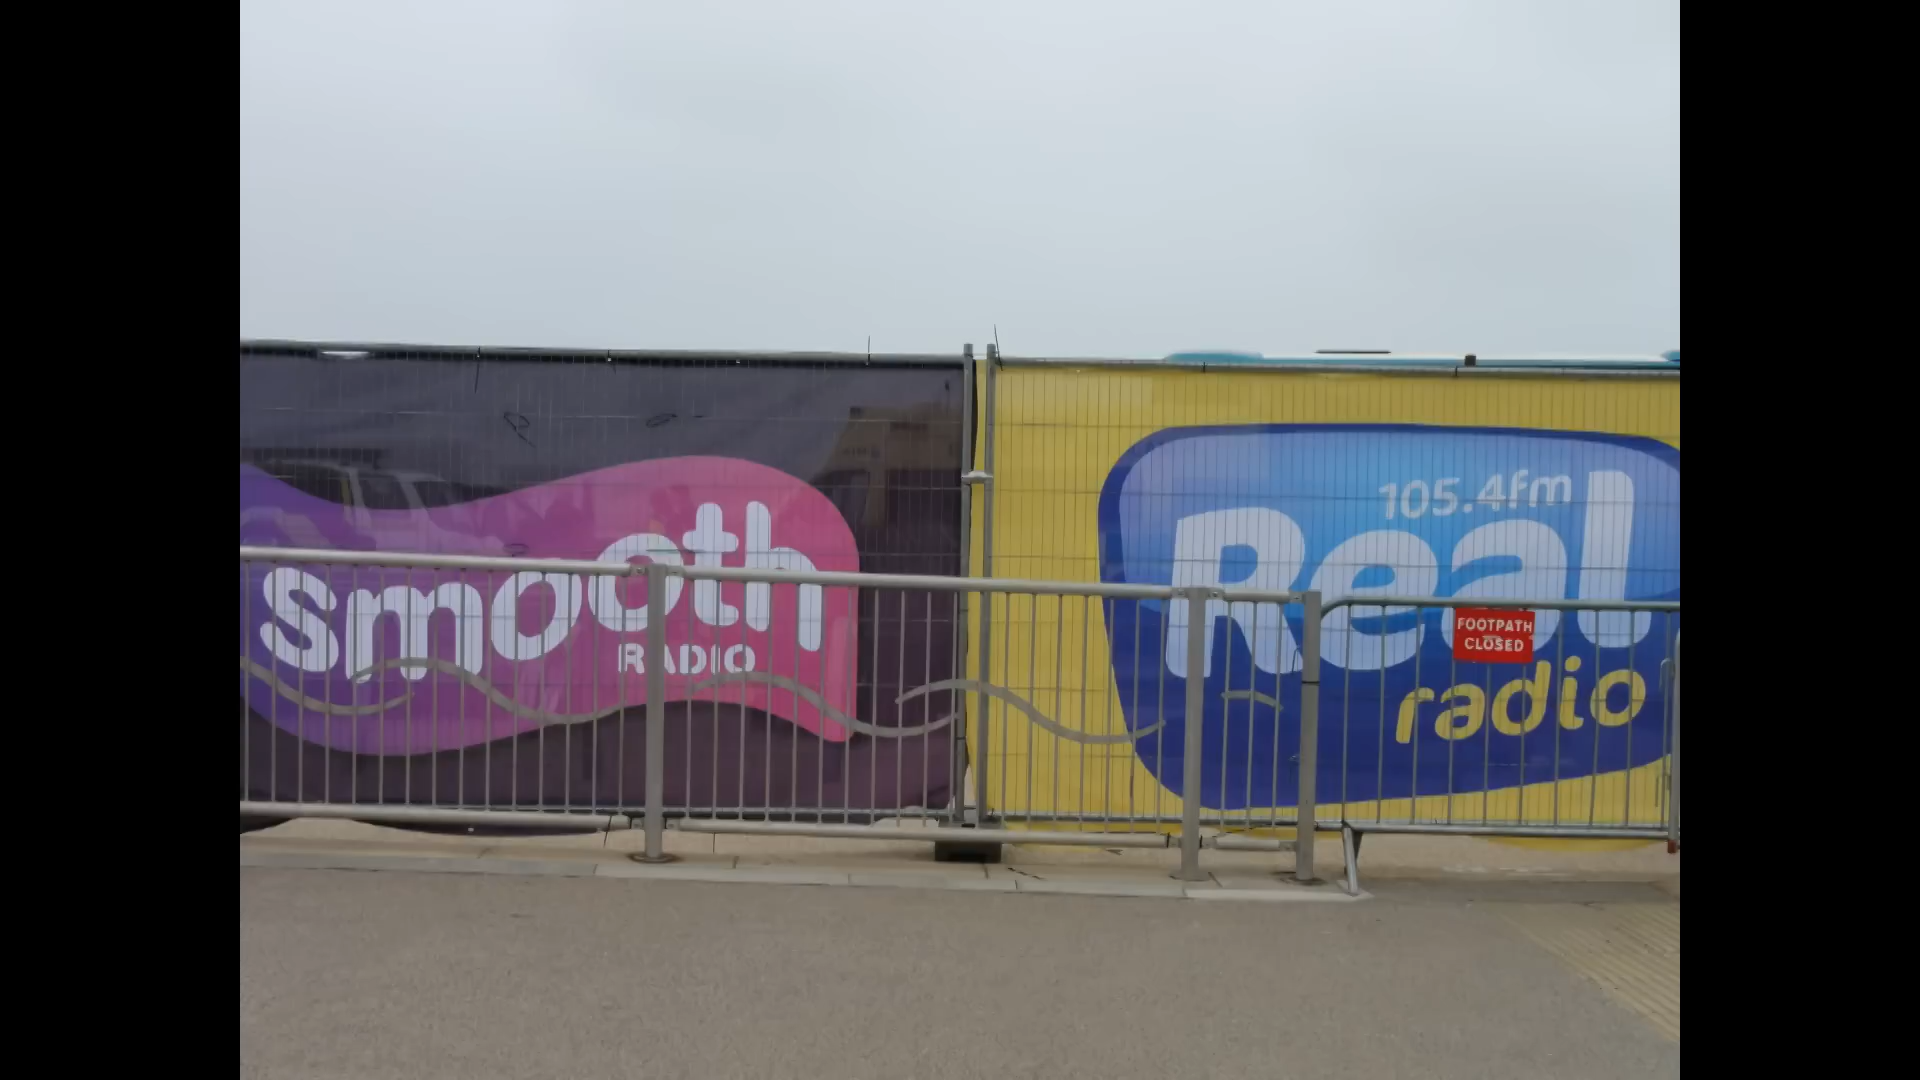 smooth
RADIO
105.4fm
Real
radio
FOOTPATH
CLOSED